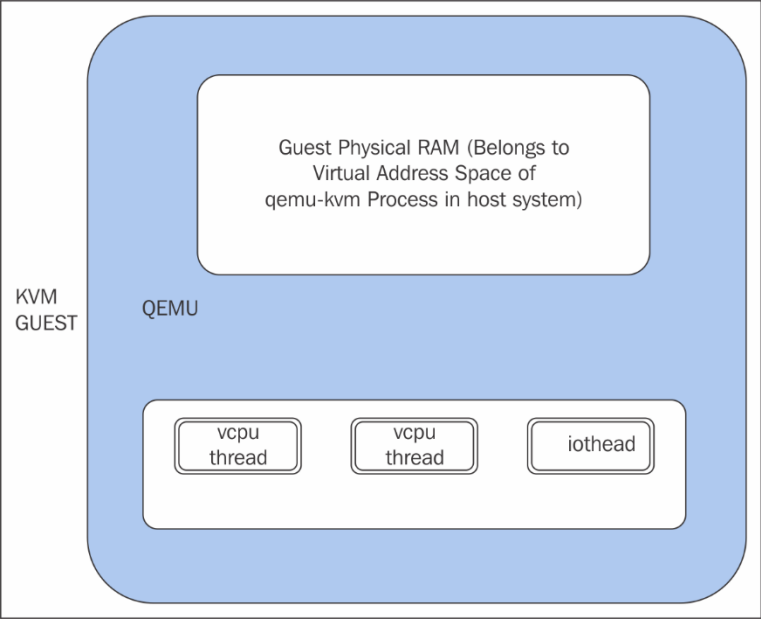 Guest Physical RAM (Belongs to
Virtual Address Space of
qemu-kvm Process in host system)
KVM
GUEST
QEMU
vcpu
thread
vcpu
thread
iothead